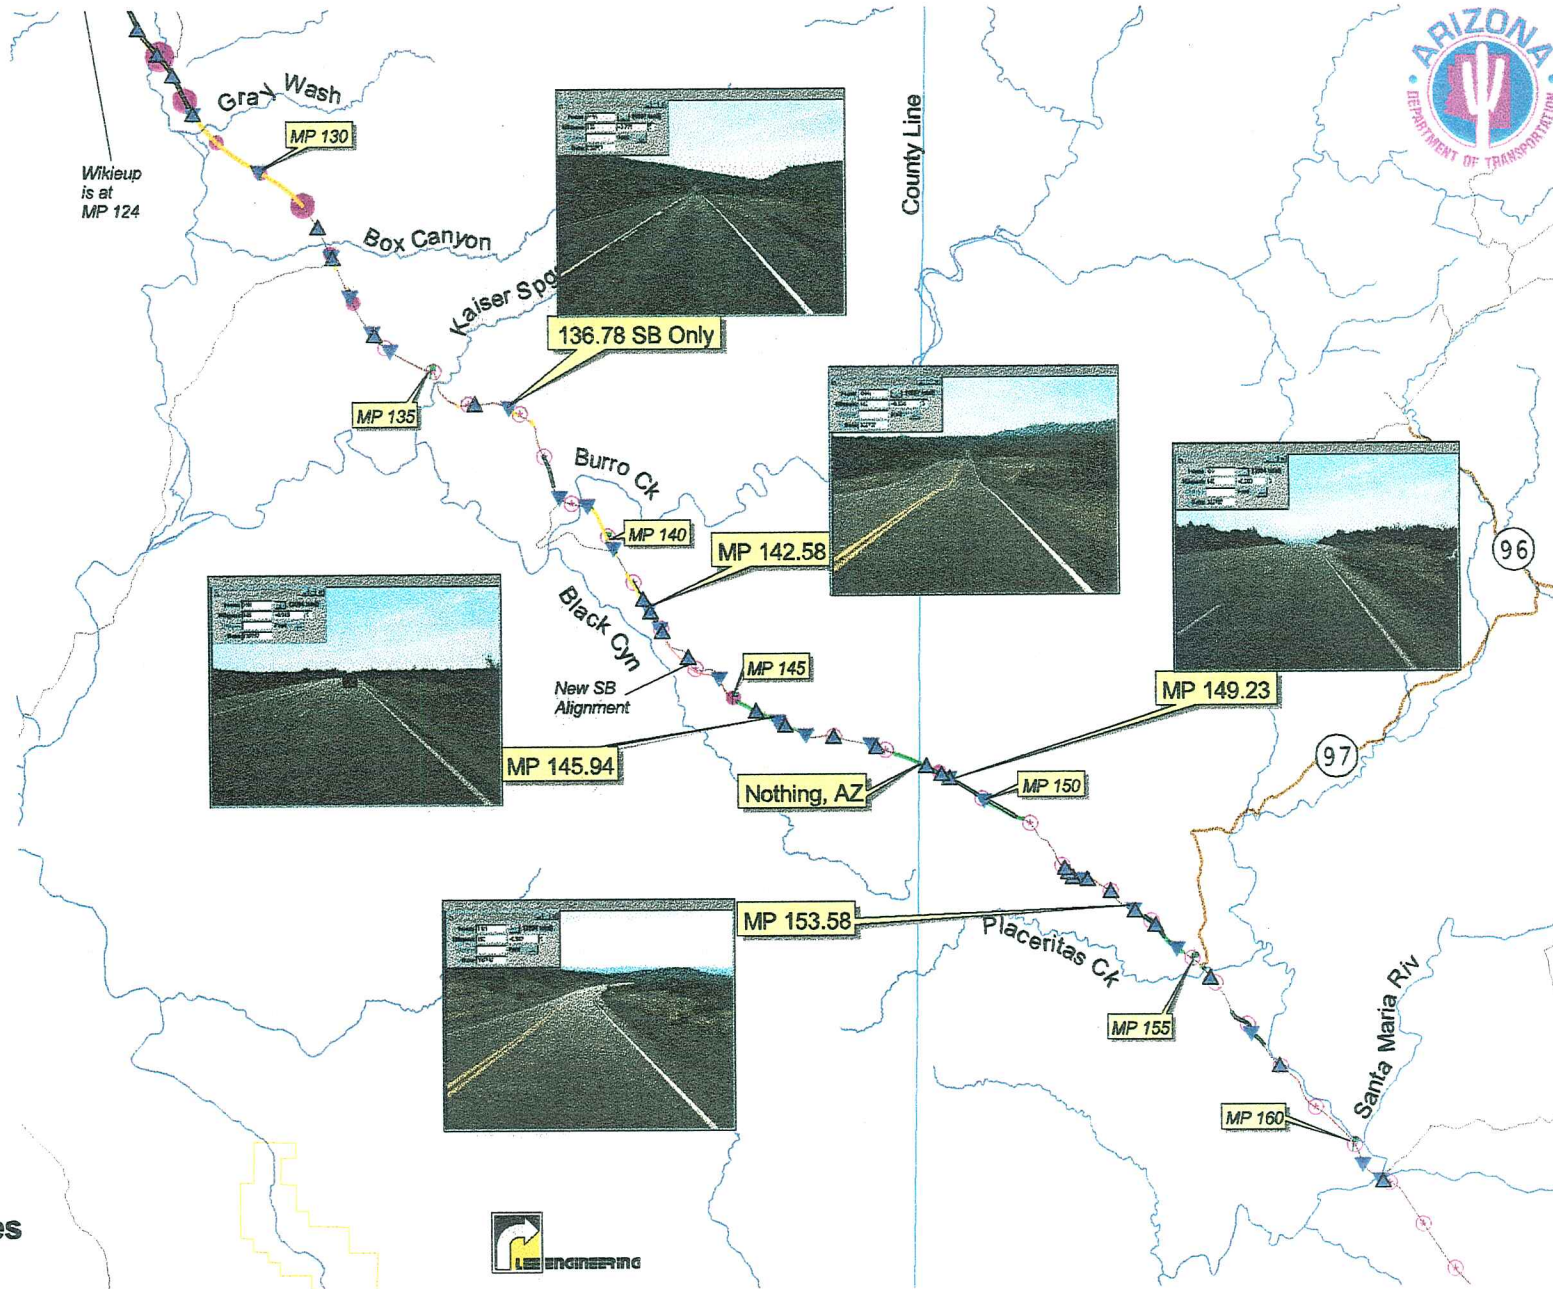 ARIZONA
DEPARTMENT OF TRANSPORTATION
Gray Wash
MP 130
Wikieup
is at
MP 124
County Line
Box Canyon
Kaiser Spgs
136.78 SB Only
MP 135
Burro Ck
MP 140
MP 142.58
96
Black Cyn
New SB
Alignment
MP 145
MP 149.23
MP 145.94
97
Nothing, AZ
MP 150
MP 153.58
Placeritas Ck
MP 155
Santa Maria Riv
MP 160
es
LEE ENGINEERING